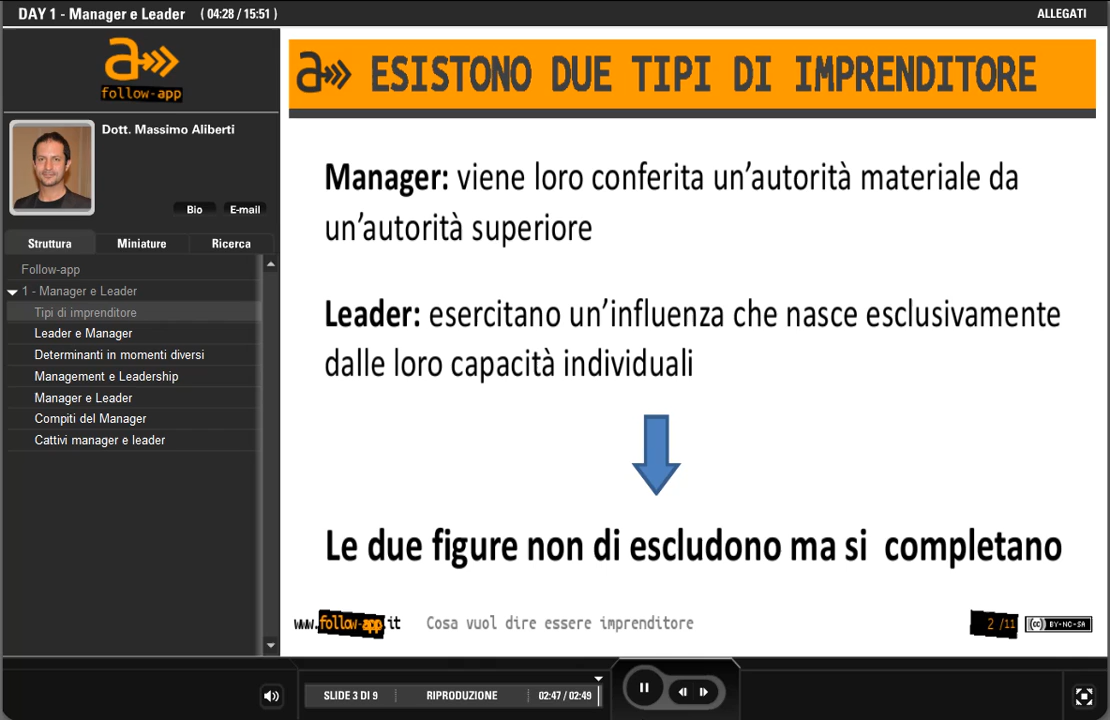 DAY 1 - Manager e Leader ( 04:28 / 15:51 )
ALLEGATI
a
follow-app
Dott. Massimo Aliberti
Bio
E-mail
Struttura
Miniature
Ricerca
Follow-app
1 - Manager e Leader
Tipi di imprenditore
Leader e Manager
Determinanti in momenti diversi
Management e Leadership
Manager e Leader
Compiti del Manager
Cattivi manager e leader
a ESISTONO DUE TIPI DI IMPRENDITORE
Manager: viene loro conferita un’autorità materiale da
un’autorità superiore
Leader: esercitano un’influenza che nasce esclusivamente
dalle loro capacità individuali
Le due figure non di escludono ma si completano
www.follow-app.it
Cosa vuol dire essere imprenditore
2 /11
(cc) BY-NC-SA
SLIDE 3 DI 9
RIPRODUZIONE
02:47 / 02:49